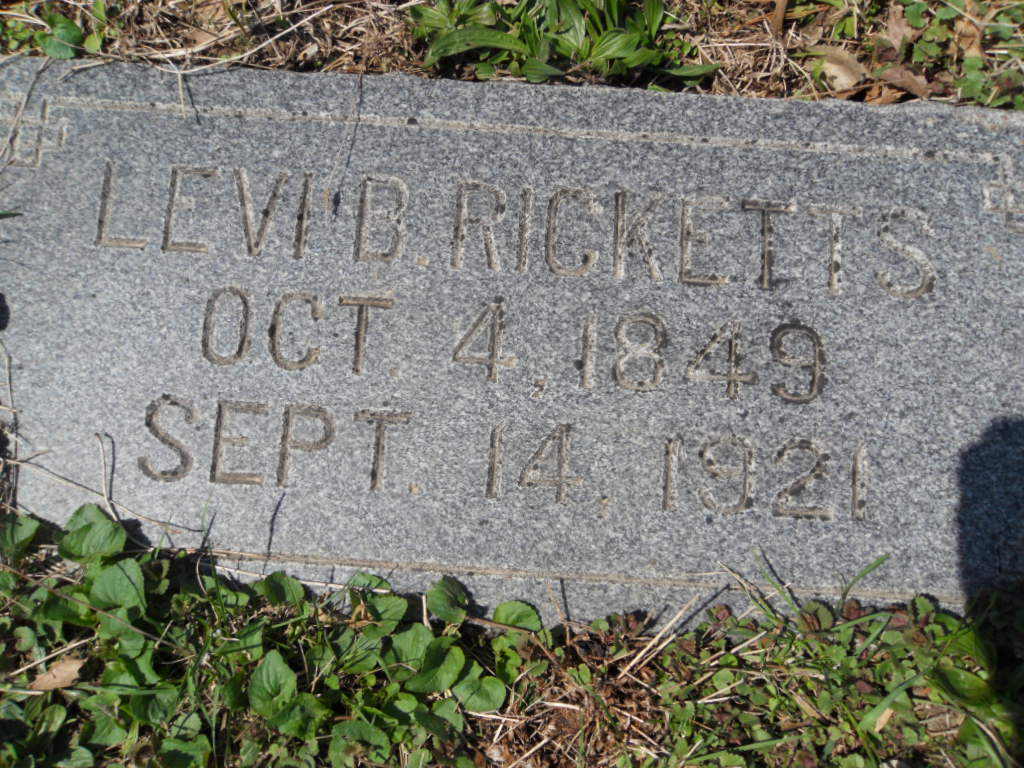 LEVI B. RICKETTS
OCT. 4, 1849
SEPT. 14, 1921